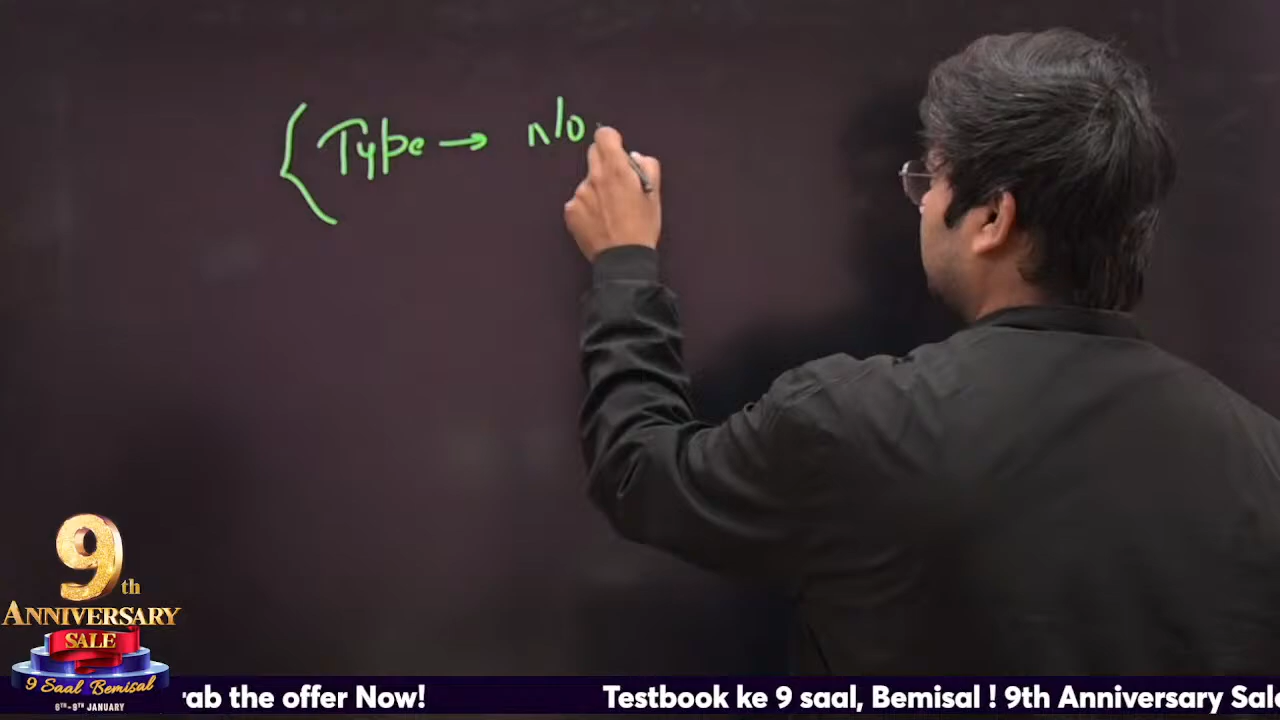 { Type → n/o
9th
ANNIVERSARY
SALE
9 Saal Bemisal
6TH-9TH JANUARY
rab the offer Now! Testbook ke 9 saal, Bemisal ! 9th Anniversary Sale